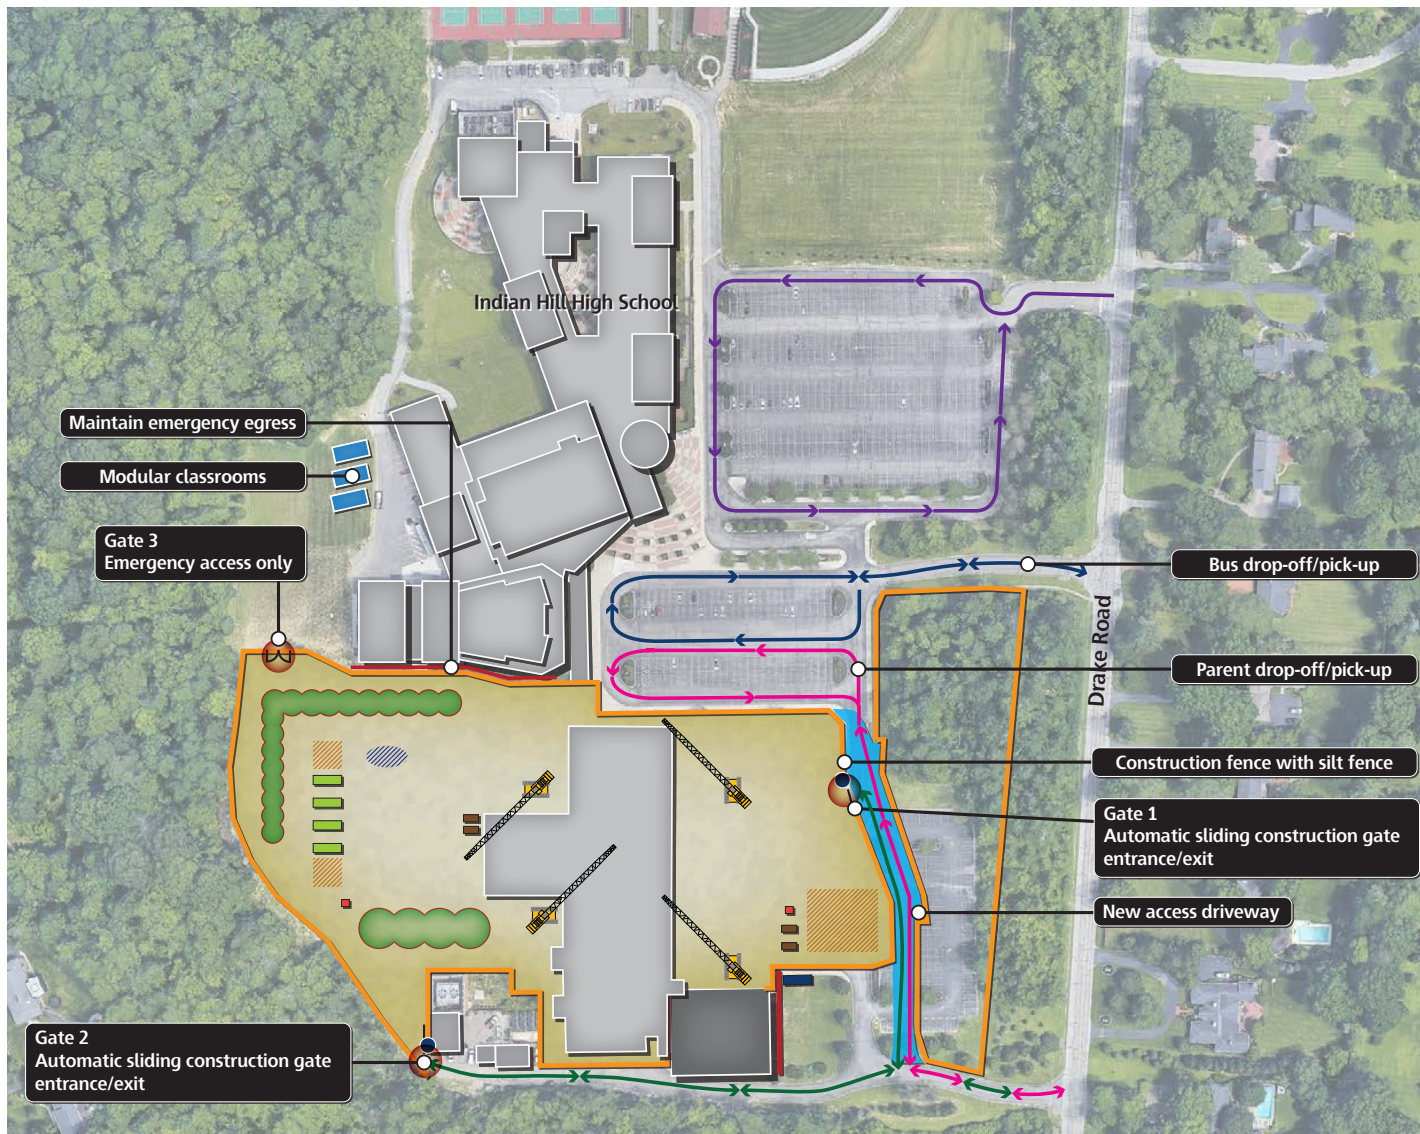 Indian Hill High School
Maintain emergency egress
Modular classrooms
Gate 3
Emergency access only
Bus drop-off/pick-up
Drake Road
Parent drop-off/pick-up
Construction fence with silt fence
Gate 1
Automatic sliding construction gate
entrance/exit
New access driveway
Gate 2
Automatic sliding construction gate
entrance/exit